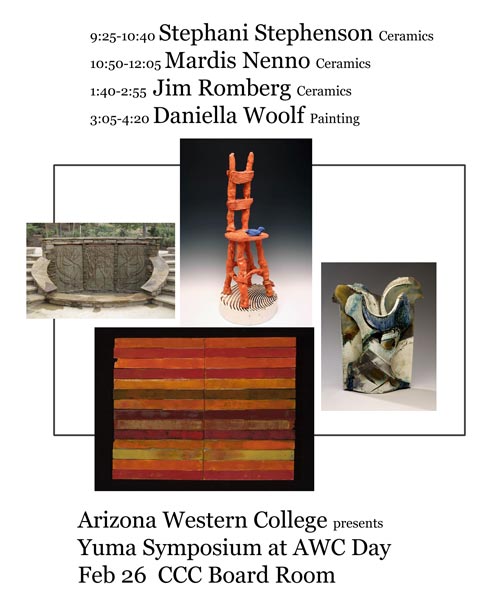 9:25-10:40 Stephani Stephenson Ceramics
10:50-12:05 Mardis Nenno Ceramics
1:40-2:55 Jim Romberg Ceramics
3:05-4:20 Daniella Woolf Painting
Arizona Western College presents
Yuma Symposium at AWC Day
Feb 26 CCC Board Room